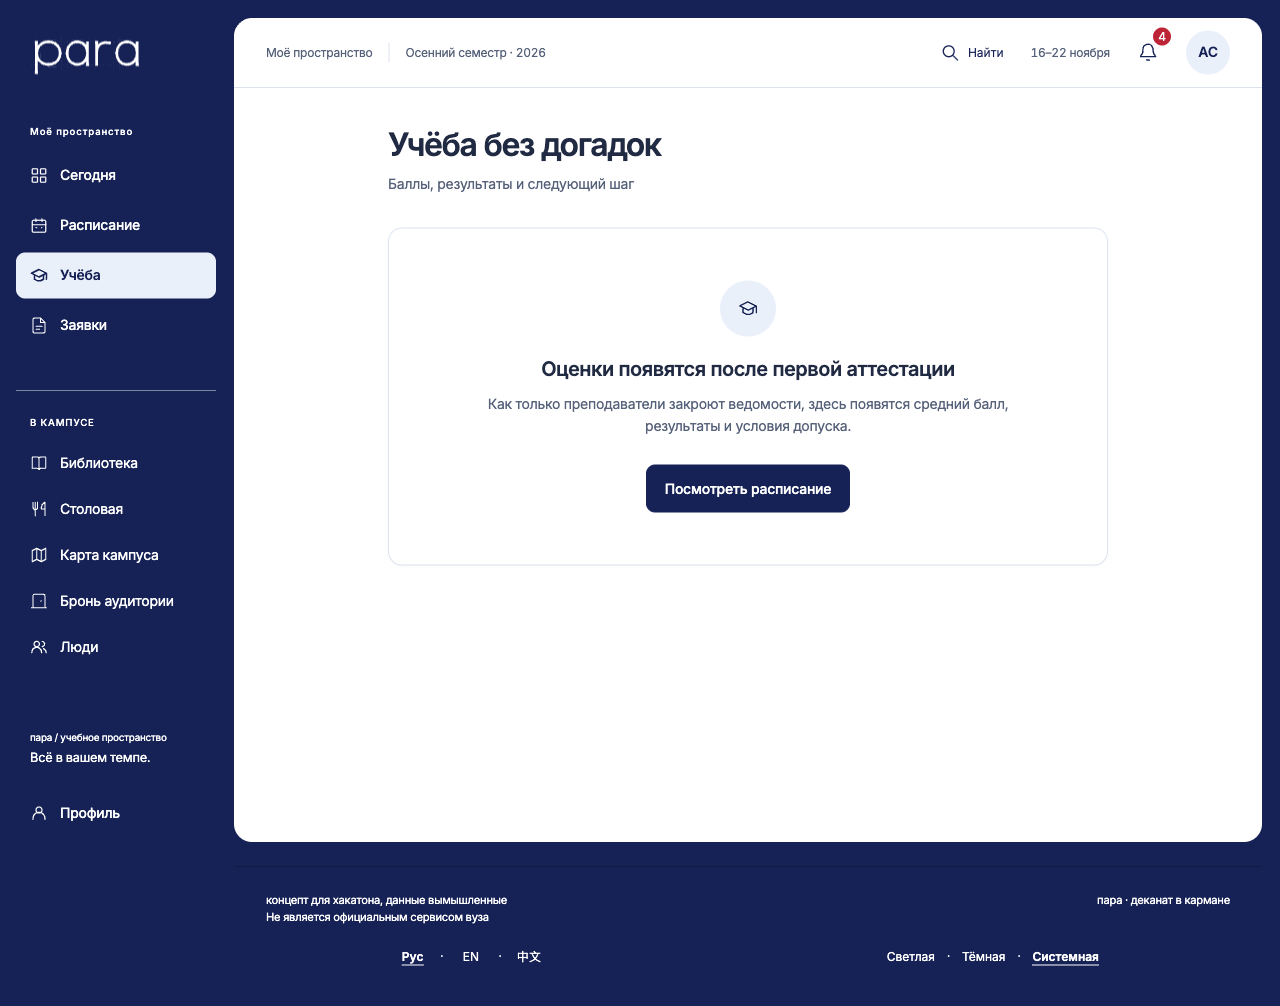 para
Моё пространство
Сегодня
Расписание
Учёба
Заявки
В КАМПУСЕ
Библиотека
Столовая
Карта кампуса
Бронь аудитории
Люди
пара / учебное пространство
Всё в вашем темпе.
Профиль
Моё пространство
Осенний семестр · 2026
Найти
16–22 ноября
4
АС
Учёба без догадок
Баллы, результаты и следующий шаг
Оценки появятся после первой аттестации
Как только преподаватели закроют ведомости, здесь появятся средний балл,
результаты и условия допуска.
Посмотреть расписание
концепт для хакатона, данные вымышленные
Не является официальным сервисом вуза
пара · деканат в кармане
Рус · EN · 中文
Светлая · Тёмная · Системная